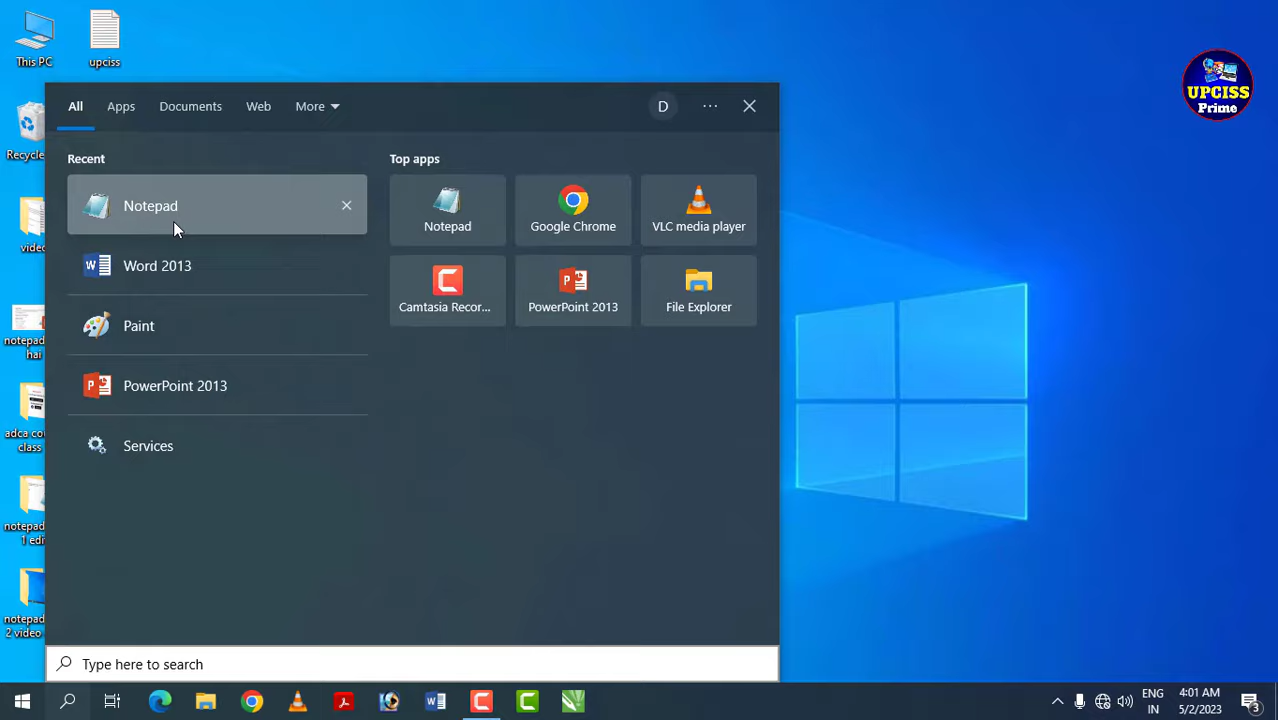 This PC
upciss
UPCISS
Prime
All
Apps
Documents
Web
More
D
Recent
Top apps
Notepad
Word 2013
Paint
PowerPoint 2013
Services
Notepad
Google Chrome
VLC media player
Camtasia Recor...
PowerPoint 2013
File Explorer
Recycle
video
notepad
hai
adca cou
class
notepad
1 edi
notepad
2 video
Type here to search
ENG
IN
4:01 AM
5/2/2023
3